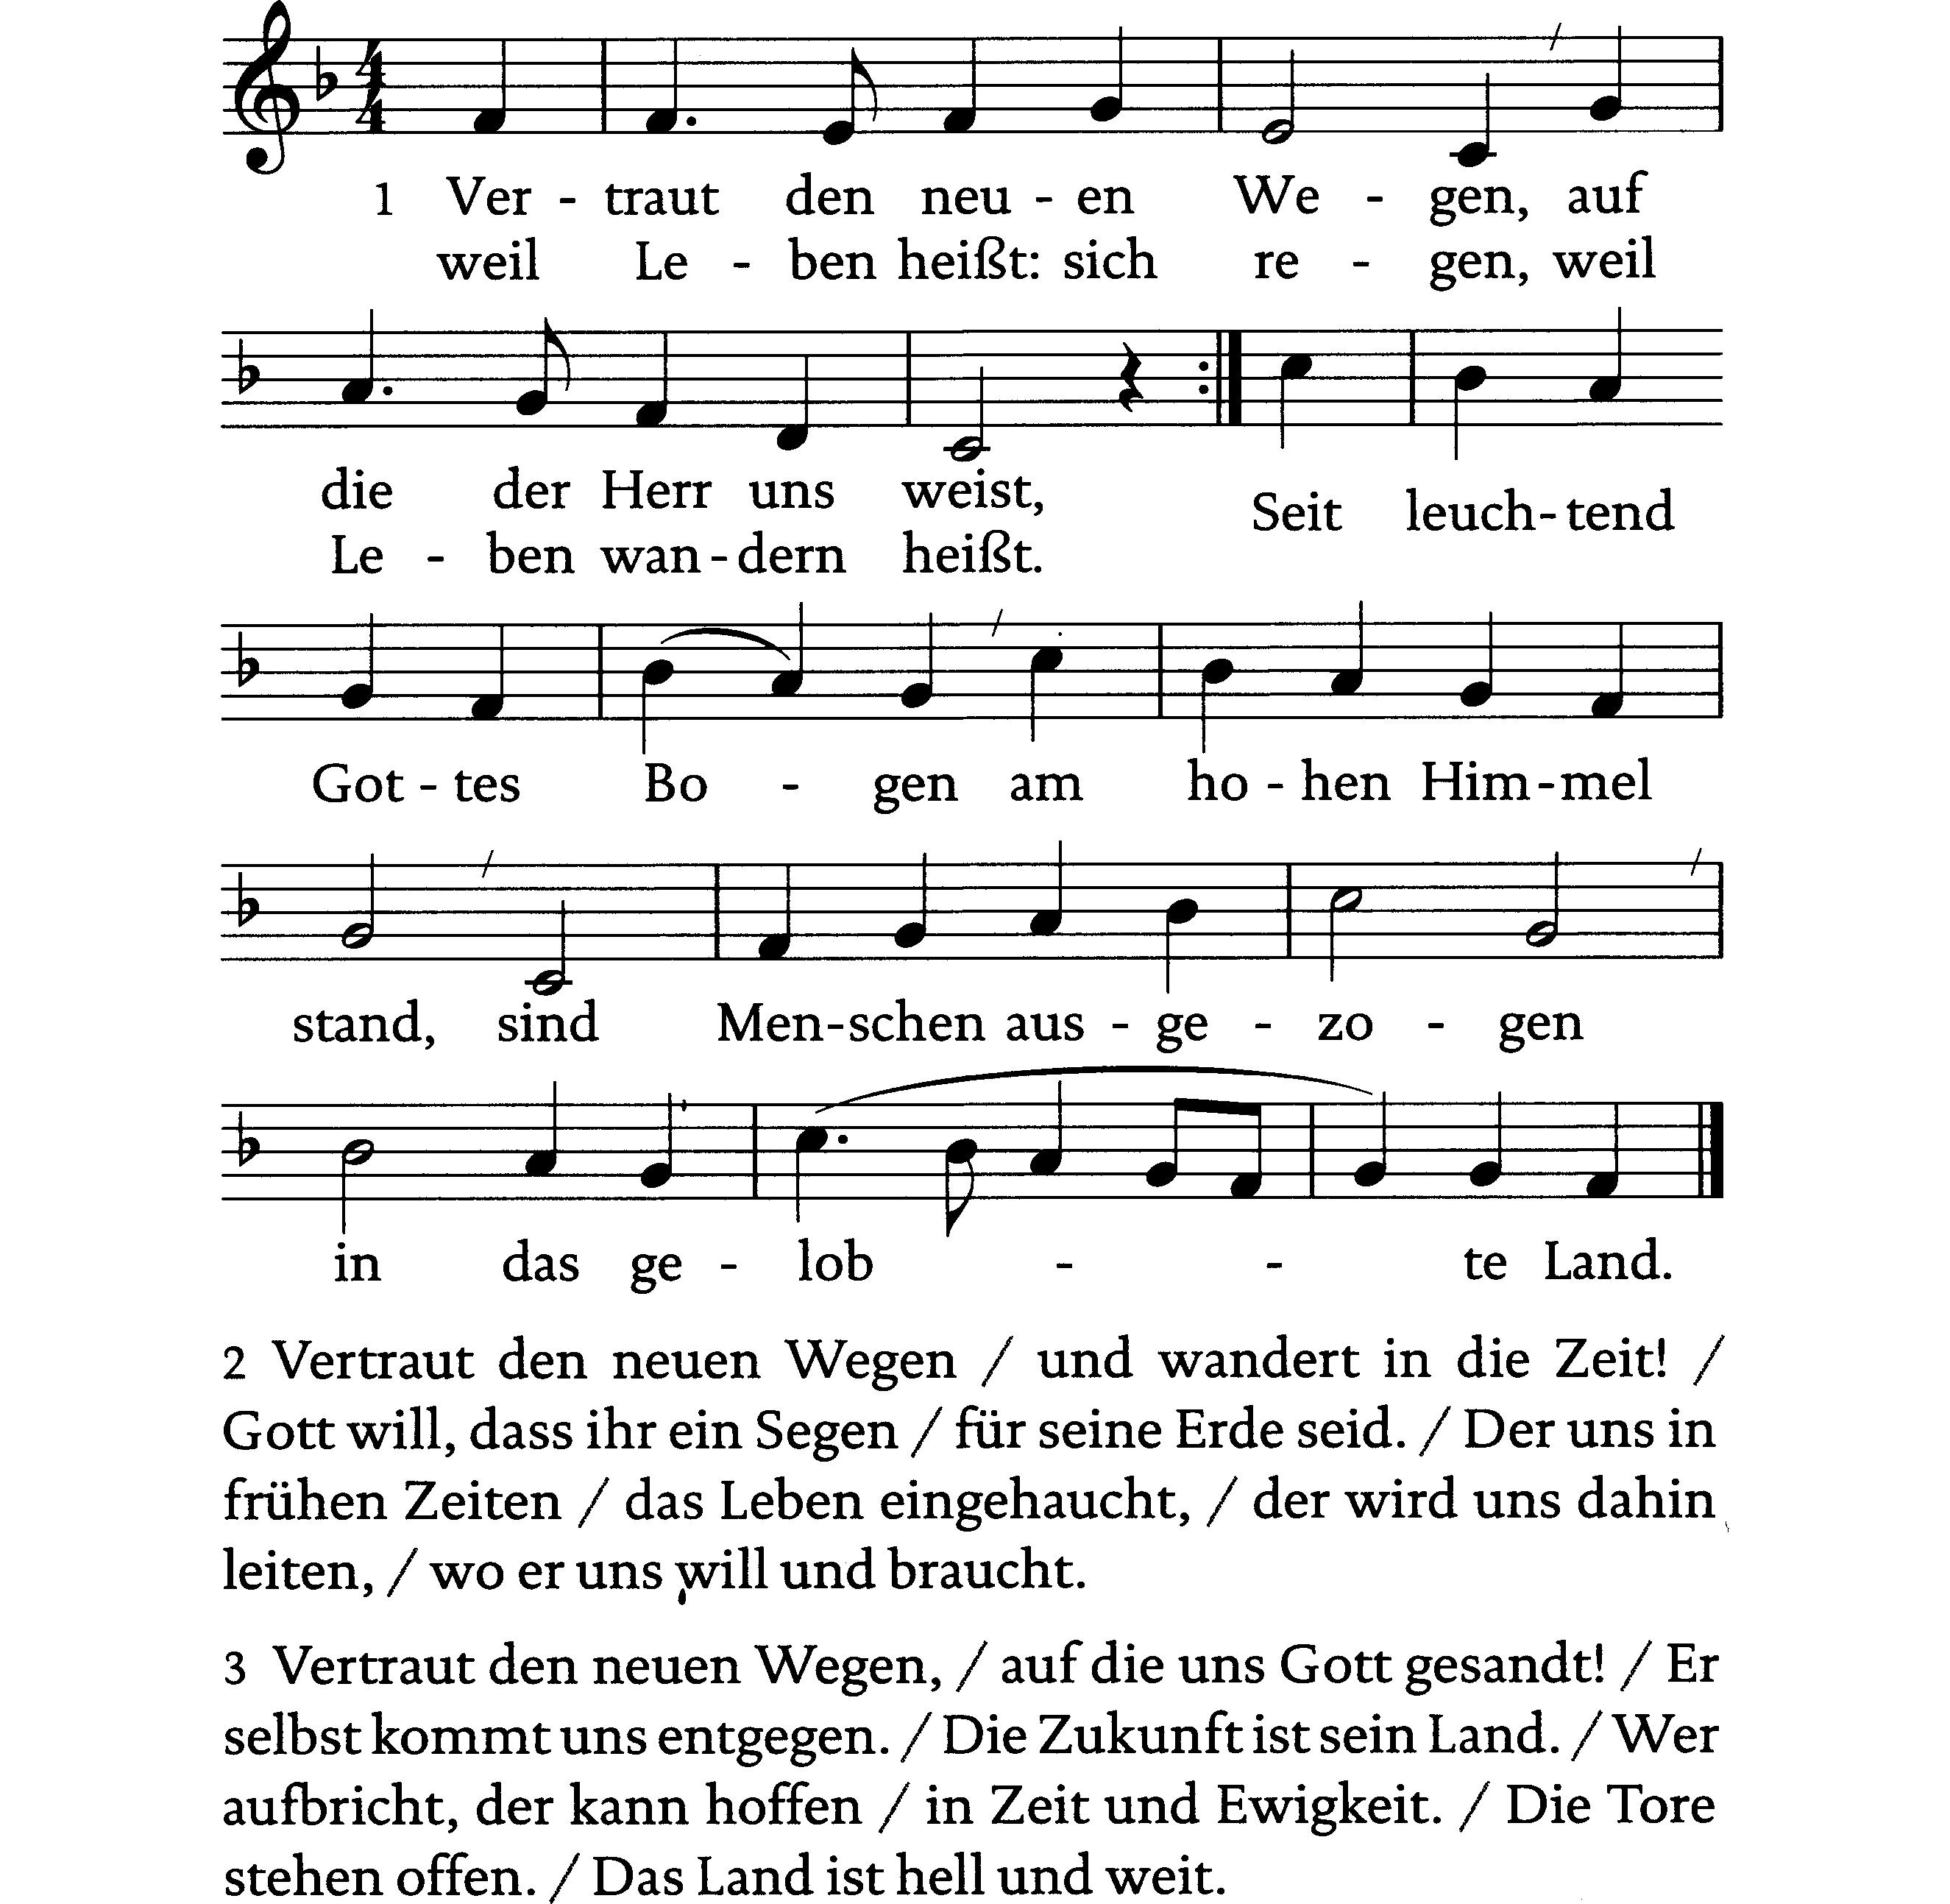 1 Ver - traut den neu - en We - gen, auf
weil Le - ben heißt: sich re - gen, weil
die der Herr uns weist,
Le - ben wan - dern heißt.
Seit leuch - tend
Got - tes Bo - gen am ho - hen Him - mel
stand, sind Men - schen aus - ge - zo - gen
in das ge - lob - - te Land.
2 Vertraut den neuen Wegen / und wandert in die Zeit! /
Gott will, dass ihr ein Segen / für seine Erde seid. / Der uns in
frühen Zeiten / das Leben eingehaucht, / der wird uns dahin
leiten, / wo er uns will und braucht.
3 Vertraut den neuen Wegen, / auf die uns Gott gesandt! / Er
selbst kommt uns entgegen. / Die Zukunft ist sein Land. / Wer
aufbricht, der kann hoffen / in Zeit und Ewigkeit. / Die Tore
stehen offen. / Das Land ist hell und weit.